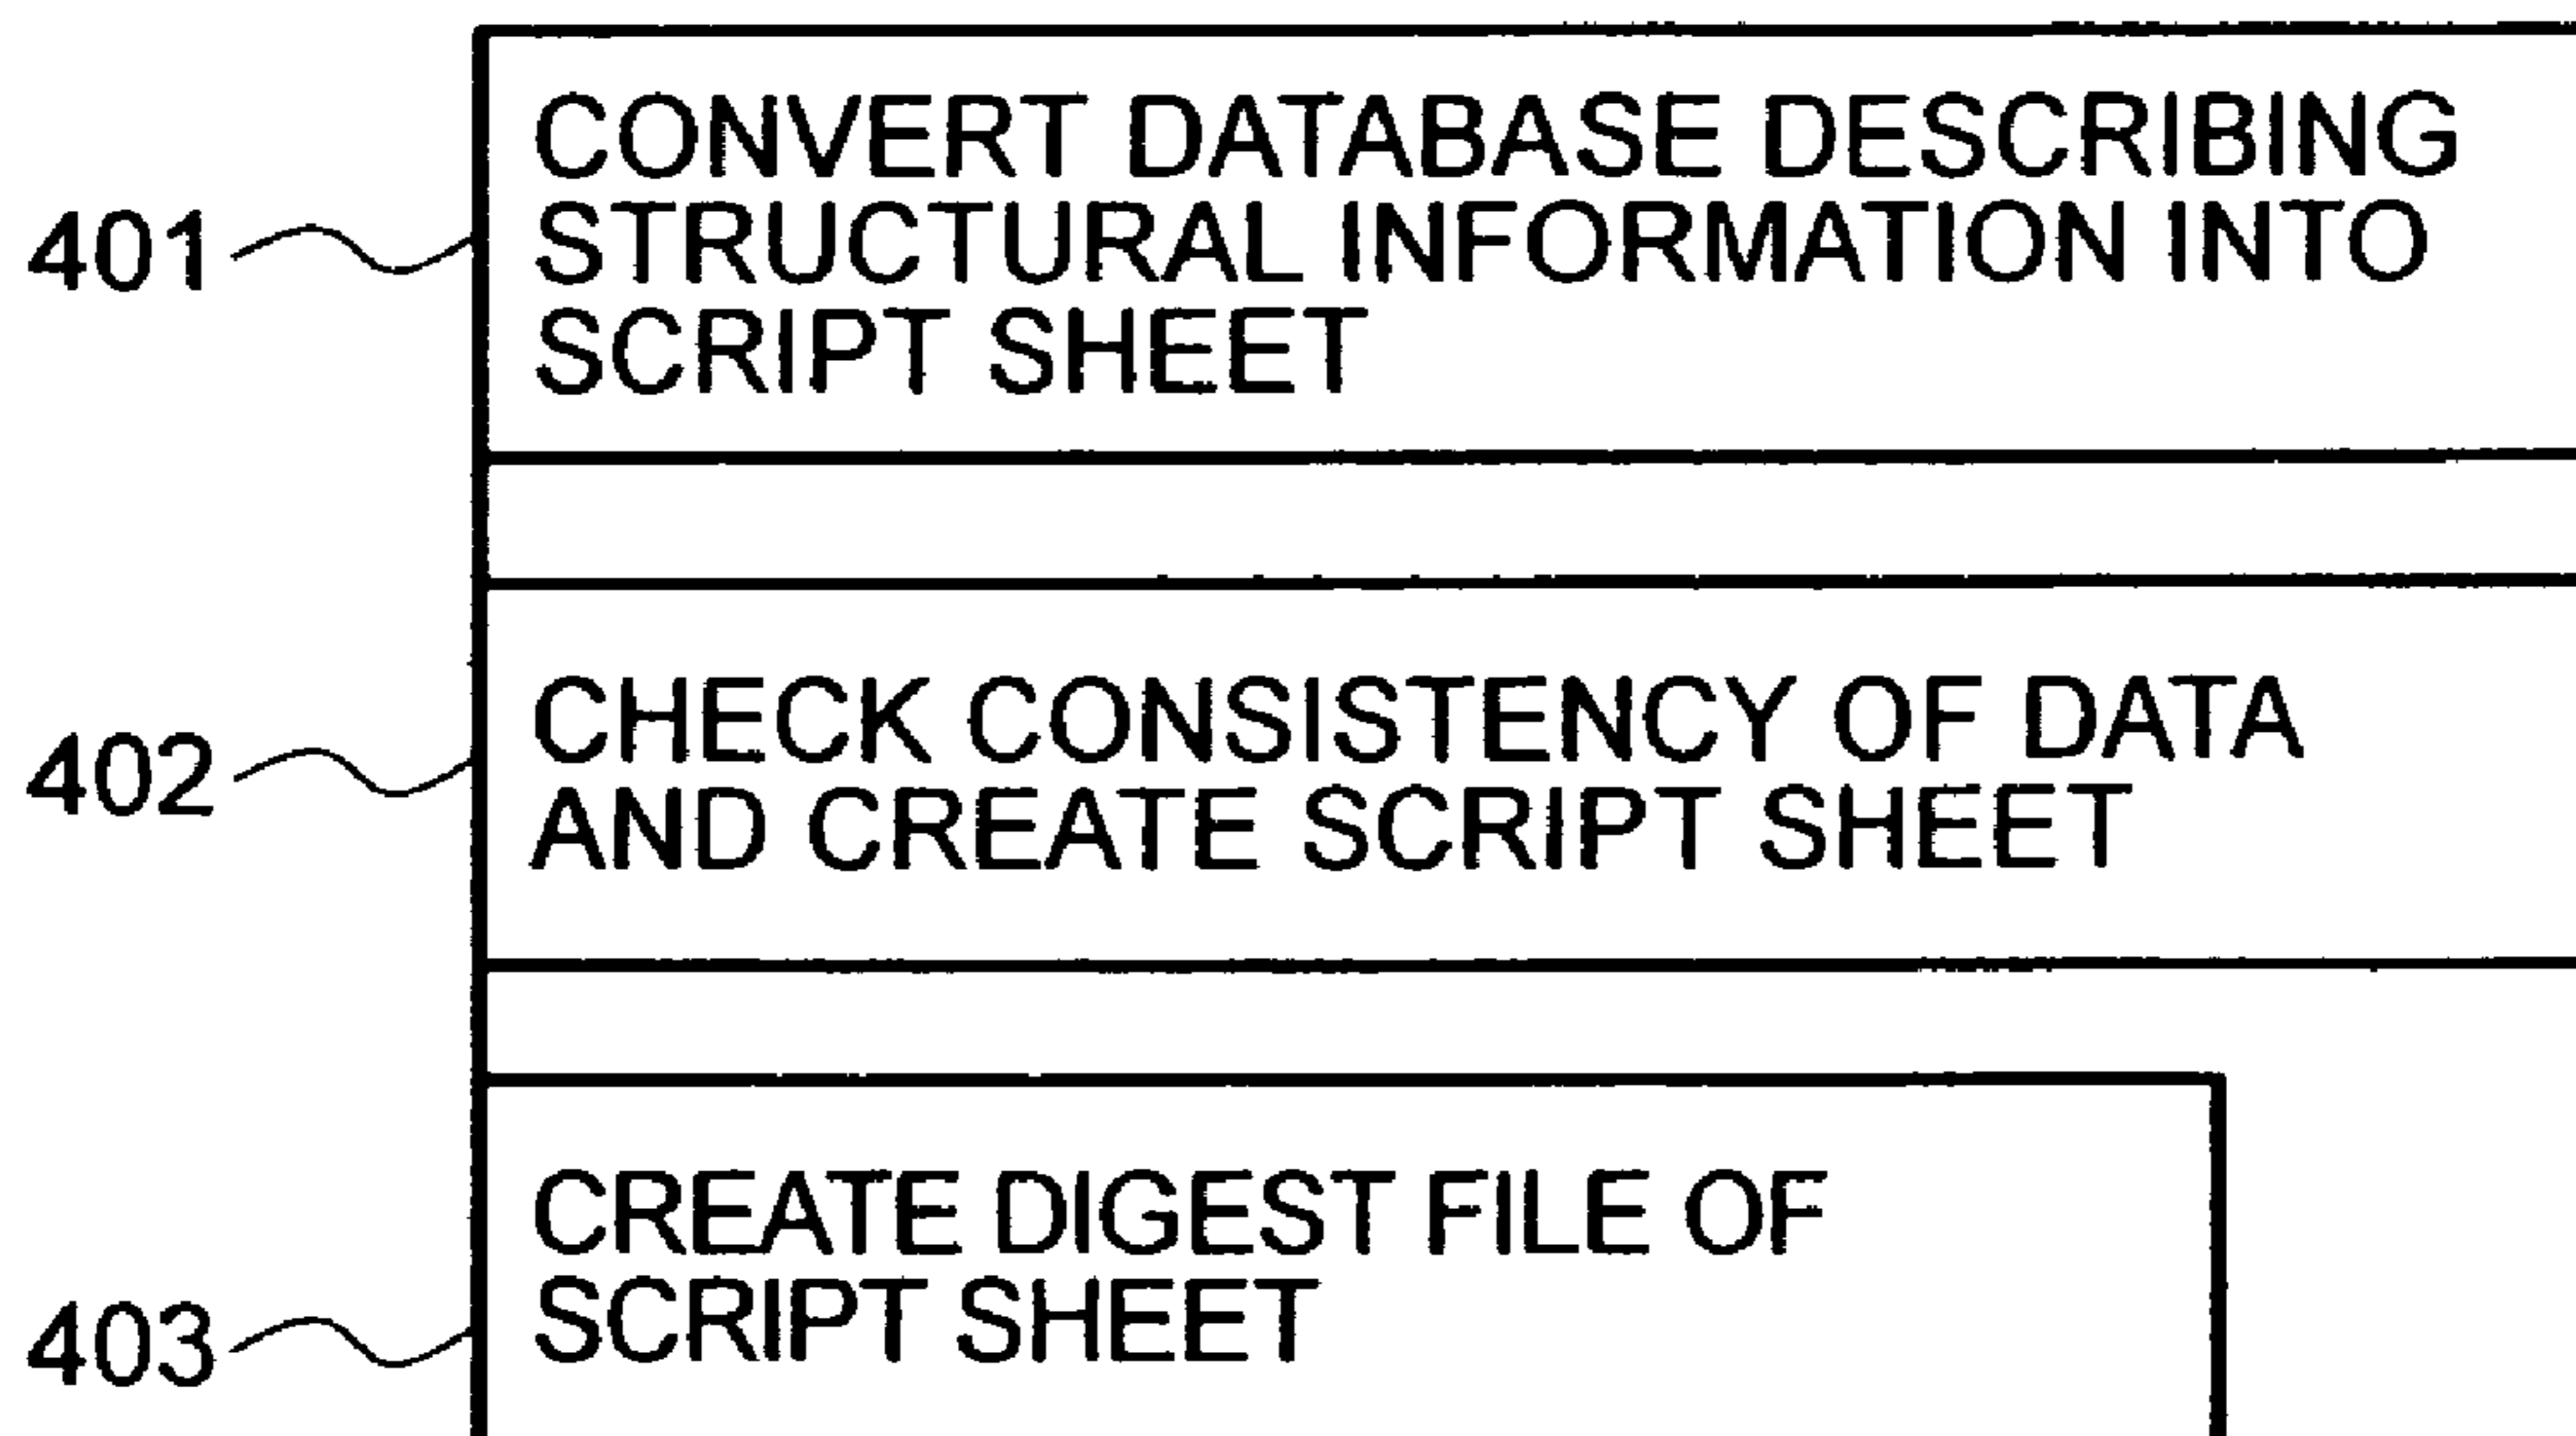 CONVERT DATABASE DESCRIBING
STRUCTURAL INFORMATION INTO
SCRIPT SHEET
401
CHECK CONSISTENCY OF DATA
AND CREATE SCRIPT SHEET
402
CREATE DIGEST FILE OF
SCRIPT SHEET
403